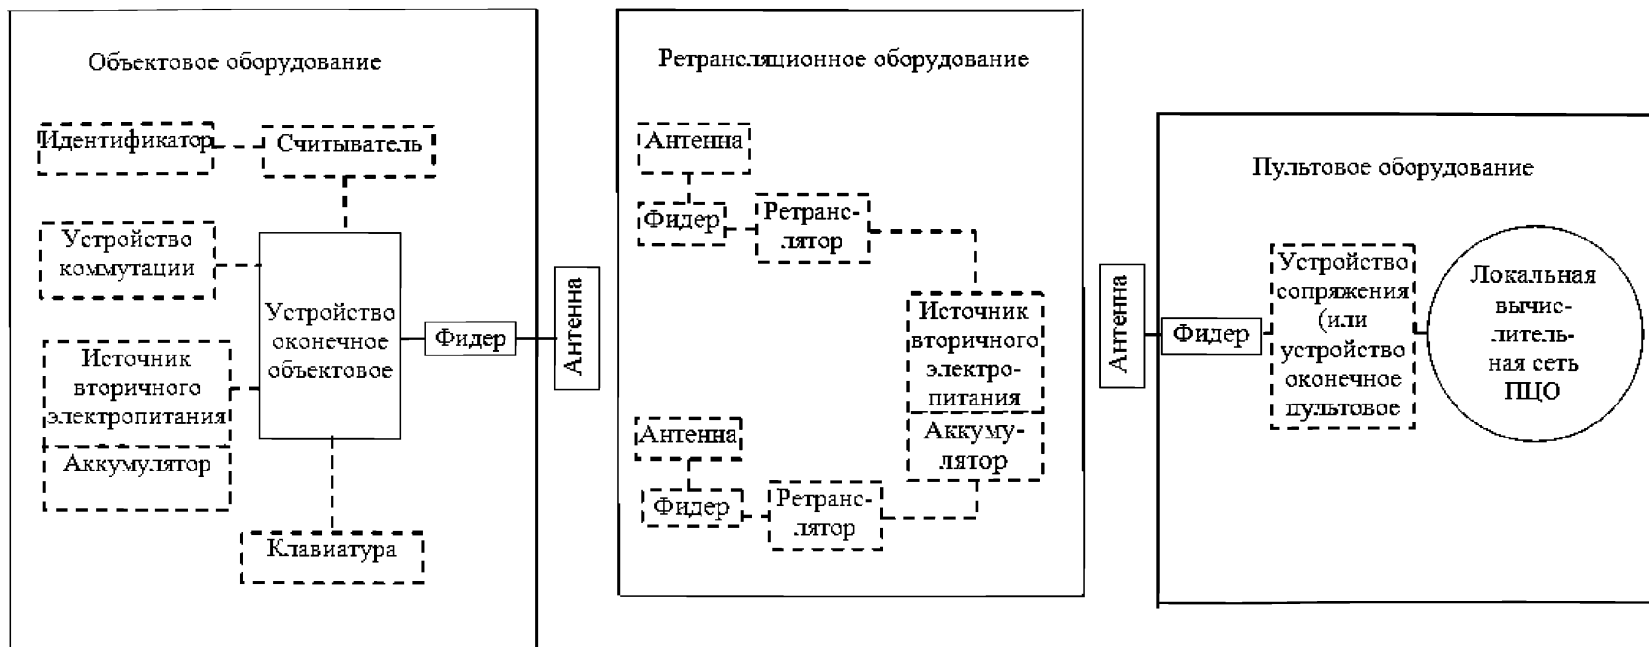 Объектовое оборудование
Идентификатор
Считыватель
Устройство
коммутации
Источник
вторичного
электропитания
Аккумулятор
Устройство
оконечное
объектовое
Клавиатура
Фидер
Антенна
Ретрансляционное оборудование
Антенна
Фидер
Ретранс-
лятор
Источник
вторичного
электро-
питания
Аккуму-
лятор
Антенна
Фидер
Ретранс-
лятор
Антенна
Пультовое оборудование
Фидер
Устройство
сопряжения
(или
устройство
оконечное
пультовое
Локальная
вычис-
литель-
ная сеть
ПЦО